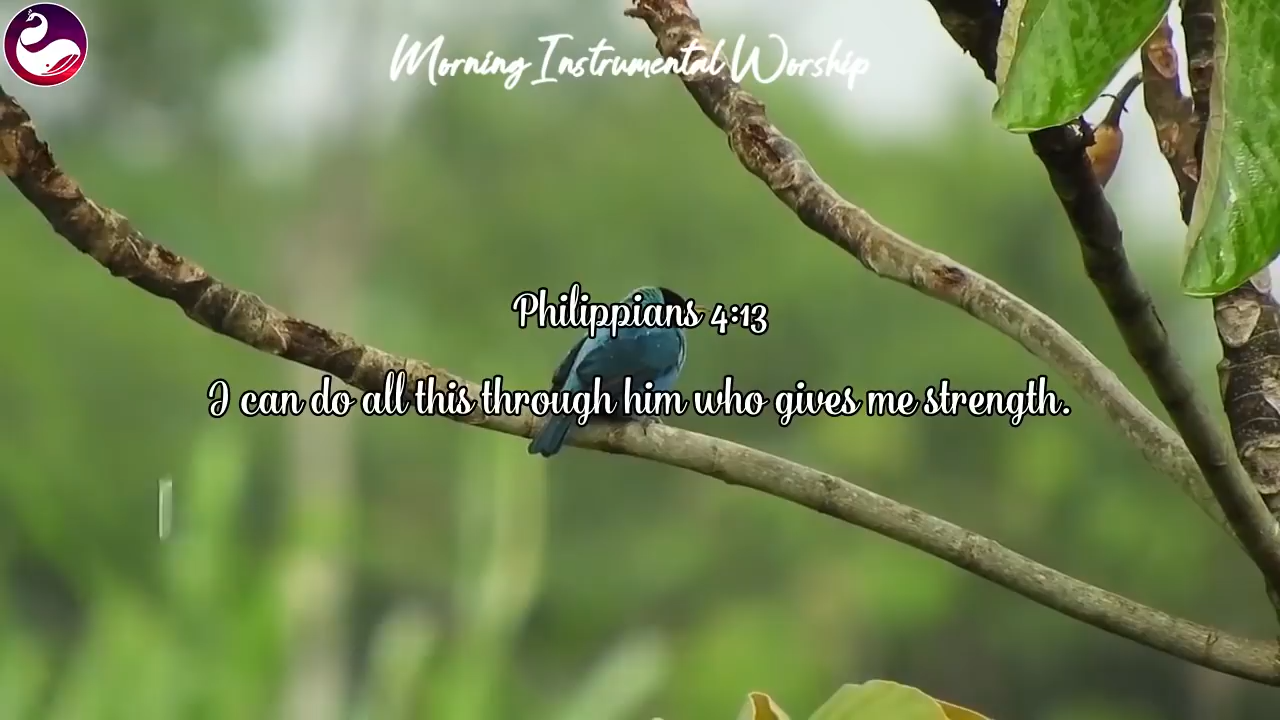 Morning Instrumental Worship
Philippians 4:13
I can do all this through him who gives me strength.